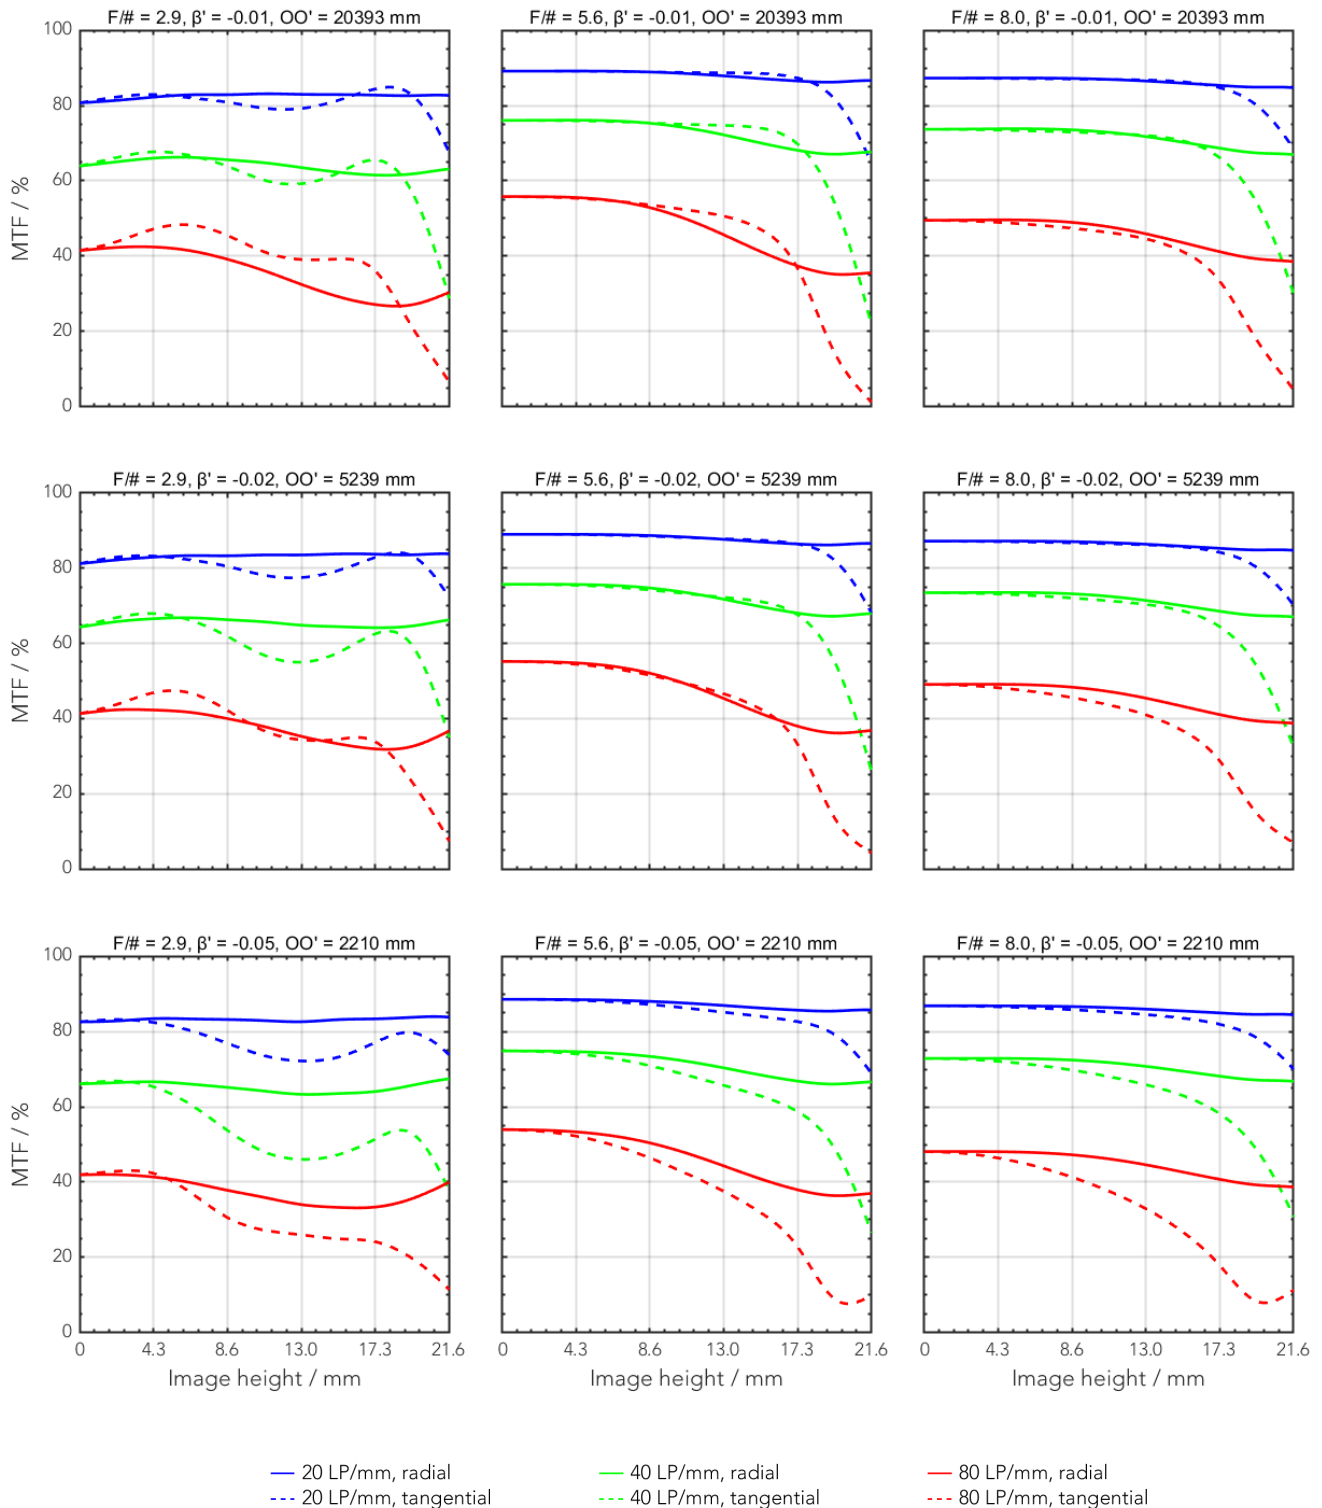 F/# = 2.9, β' = -0.01, OO' = 20393 mm
F/# = 5.6, β' = -0.01, OO' = 20393 mm
F/# = 8.0, β' = -0.01, OO' = 20393 mm
100
80
60
40
20
0
MTF / %
F/# = 2.9, β' = -0.02, OO' = 5239 mm
F/# = 5.6, β' = -0.02, OO' = 5239 mm
F/# = 8.0, β' = -0.02, OO' = 5239 mm
100
80
60
40
20
0
MTF / %
F/# = 2.9, β' = -0.05, OO' = 2210 mm
F/# = 5.6, β' = -0.05, OO' = 2210 mm
F/# = 8.0, β' = -0.05, OO' = 2210 mm
100
80
60
40
20
0
MTF / %
0 4.3 8.6 13.0 17.3 21.6
0 4.3 8.6 13.0 17.3 21.6
0 4.3 8.6 13.0 17.3 21.6
Image height / mm
Image height / mm
Image height / mm
20 LP/mm, radial
40 LP/mm, radial
80 LP/mm, radial
20 LP/mm, tangential
40 LP/mm, tangential
80 LP/mm, tangential